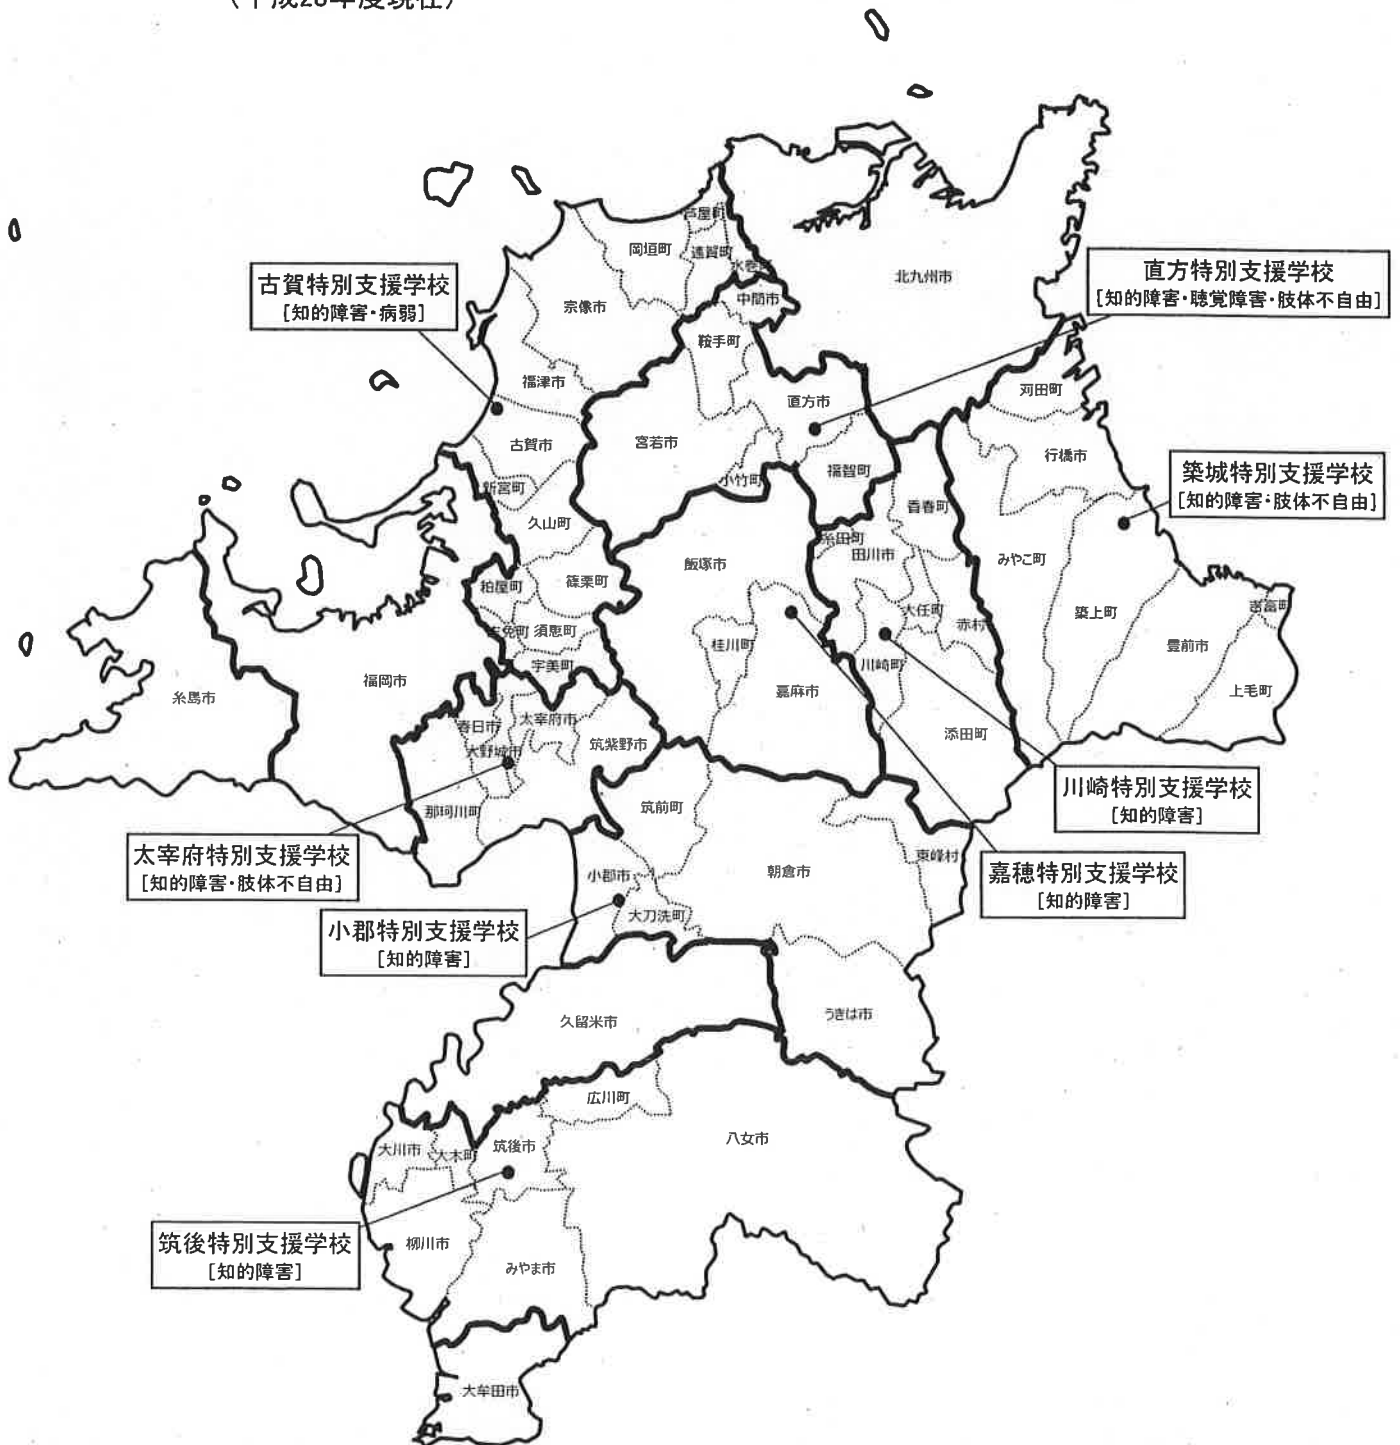 芦屋町
岡垣町
遠賀町
水巻町
北九州市
直方特別支援学校
[知的障害・聴覚障害・肢体不自由]
古賀特別支援学校
[知的障害・病弱]
中間市
宗像市
鞍手町
福津市
苅田町
直方市
古賀市
宮若市
行橋市
福智町
小竹町
築城特別支援学校
[知的障害・肢体不自由]
新宮町
香春町
久山町
糸田町
田川市
飯塚市
みやこ町
粕屋町
篠栗町
大任町
赤村
築上町
吉富町
須恵町
桂川町
豊前市
宇美町
川崎町
福岡市
嘉麻市
上毛町
糸島市
春日市
太宰府市
大野城市
筑紫野市
添田町
川崎特別支援学校
[知的障害]
那珂川町
筑前町
太宰府特別支援学校
[知的障害・肢体不自由]
東峰村
小郡市
朝倉市
嘉穂特別支援学校
[知的障害]
大刀洗町
小郡特別支援学校
[知的障害]
久留米市
うきは市
広川町
大川市
大木町
筑後市
八女市
筑後特別支援学校
[知的障害]
柳川市
みやま市
大牟田市